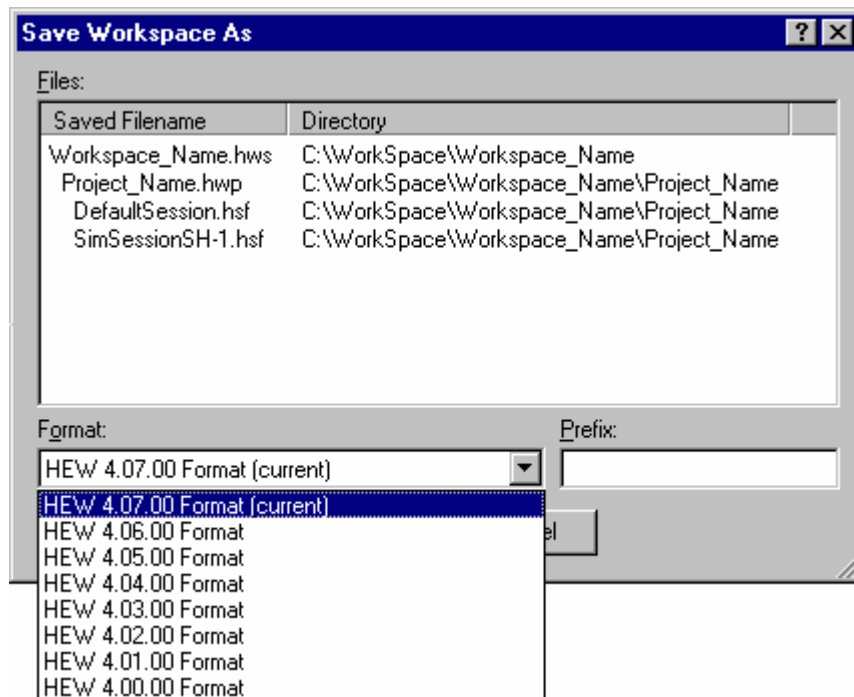 Save Workspace As
Files:
Saved Filename Directory
Workspace_Name.hws C:\WorkSpace\Workspace_Name
Project_Name.hwp C:\WorkSpace\Workspace_Name\Project_Name
DefaultSession.hsf C:\WorkSpace\Workspace_Name\Project_Name
SimSessionSH-1.hsf C:\WorkSpace\Workspace_Name\Project_Name
Format: Prefix:
HEW 4.07.00 Format (current)
HEW 4.07.00 Format (current)
HEW 4.06.00 Format
HEW 4.05.00 Format
HEW 4.04.00 Format
HEW 4.03.00 Format
HEW 4.02.00 Format
HEW 4.01.00 Format
HEW 4.00.00 Format